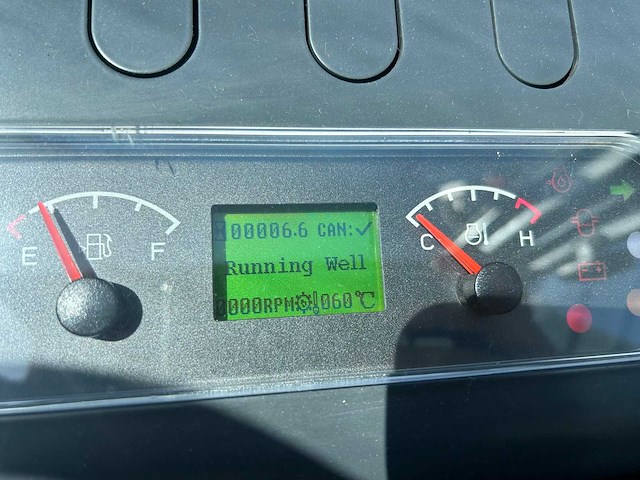 00006.6 CAN:✓
E F
Running Well
C H
0000RPM 060℃